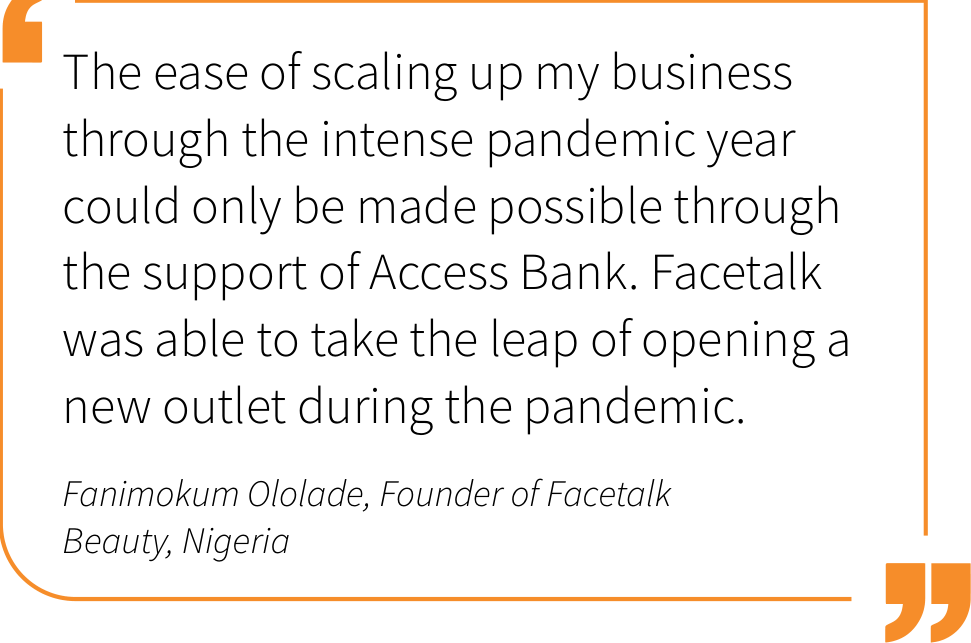 The ease of scaling up my business
through the intense pandemic year
could only be made possible through
the support of Access Bank. Facetalk
was able to take the leap of opening a
new outlet during the pandemic.
Fanimokum Ololade, Founder of Facetalk
Beauty, Nigeria